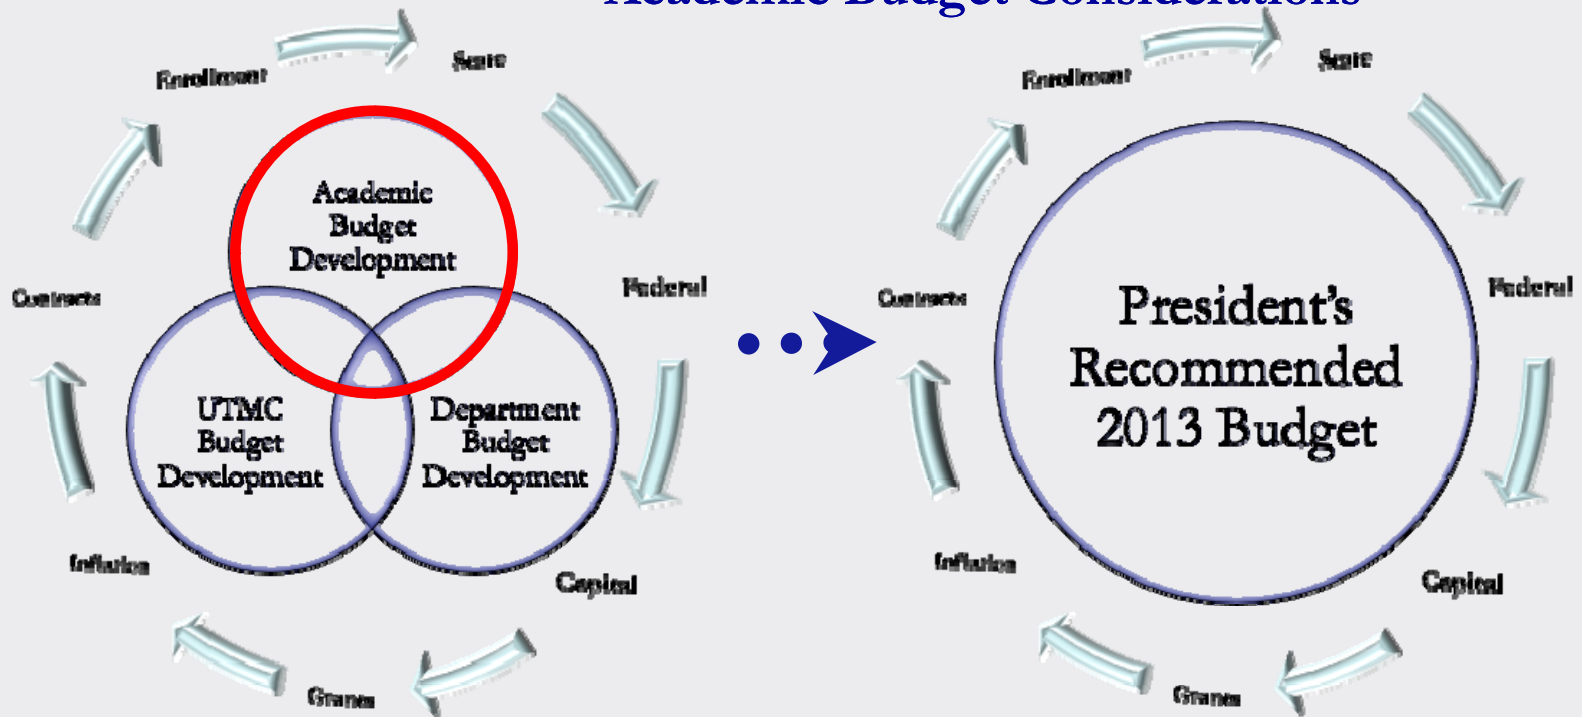 Academic Budget Considerations
Enrollment
State
Academic
Budget
Development
Contracts
Federal
UTMC
Budget
Development
Department
Budget
Development
Inflation
Capital
Grants
Enrollment
State
Contracts
Federal
President's
Recommended
2013 Budget
Inflation
Capital
Grants